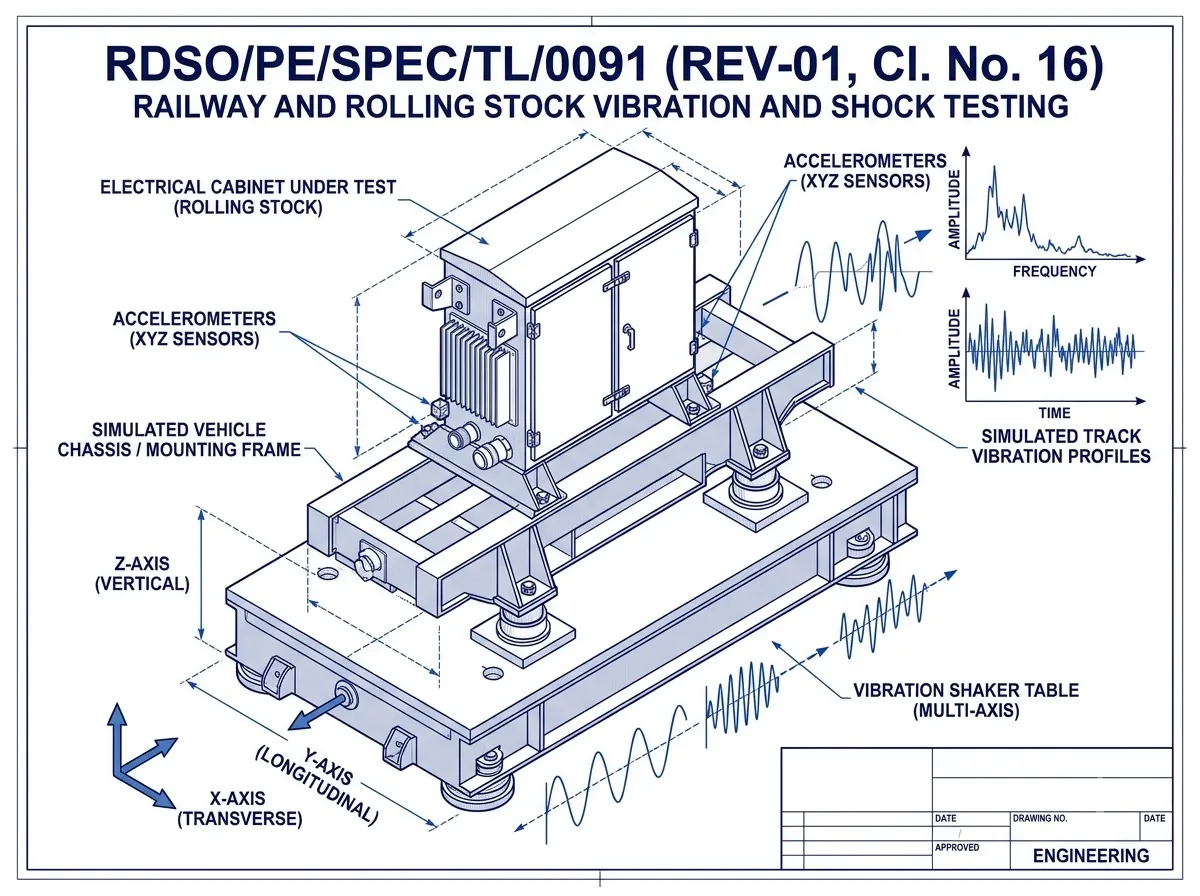 RDSO/PE/SPEC/TL/0091 (REV-01, Cl. No. 16)
RAILWAY AND ROLLING STOCK VIBRATION AND SHOCK TESTING
ELECTRICAL CABINET UNDER TEST
(ROLLING STOCK)
ACCELEROMETERS
(XYZ SENSORS)
AMPLITUDE
FREQUENCY
ACCELEROMETERS
(XYZ SENSORS)
AMPLITUDE
TIME
SIMULATED VEHICLE
CHASSIS / MOUNTING FRAME
SIMULATED TRACK
VIBRATION PROFILES
Z-AXIS
(VERTICAL)
VIBRATION SHAKER TABLE
(MULTI-AXIS)
Y-AXIS
(LONGITUDINAL)
X-AXIS
(TRANSVERSE)
DATE
DRAWING NO.
DATE
APPROVED
ENGINEERING